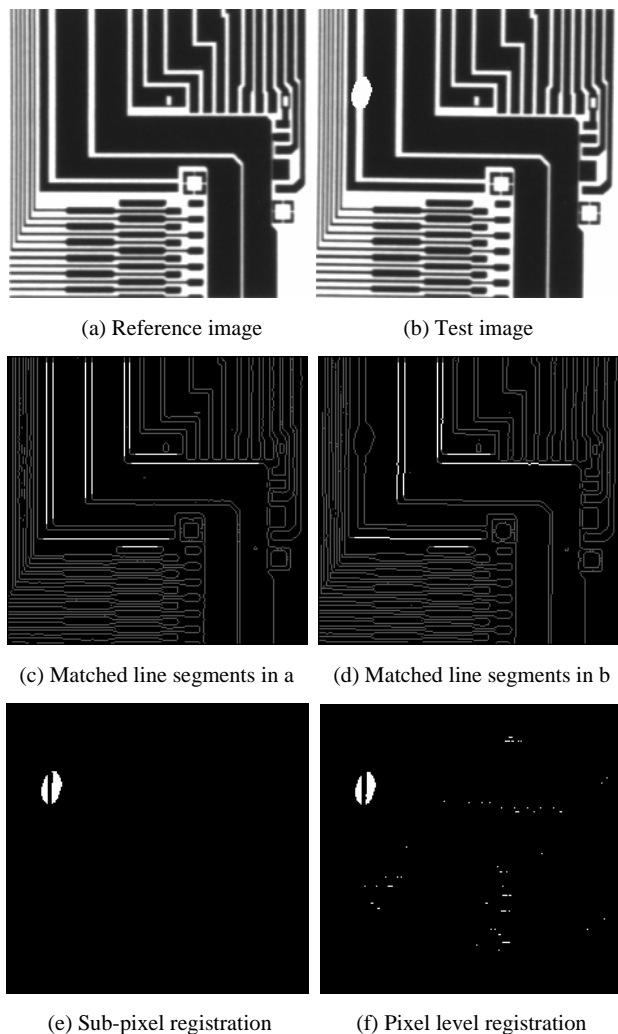 (a) Reference image
(b) Test image
(c) Matched line segments in a
(d) Matched line segments in b
(e) Sub-pixel registration
(f) Pixel level registration